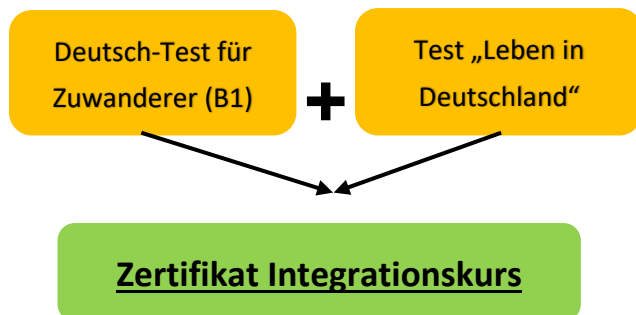 Deutsch-Test für
Zuwanderer (B1)
+
Test „Leben in
Deutschland“
Zertifikat Integrationskurs